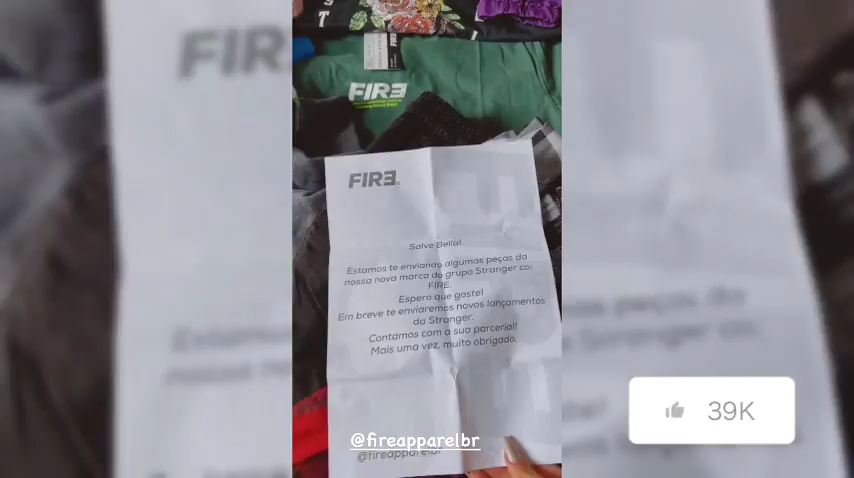 ST
FIRE
FIRE
Salve Bella!
Estamos te enviando algumas peças da
nossa nova marca do grupo Stranger co:
FIRE.
Espero que goste!
Em breve te enviaremos novos lançamentos
da Stranger.
Contamos com a sua parceria!!
Mais uma vez, muito obrigado.
@fireapparelbr
@fireapparelbr
39K